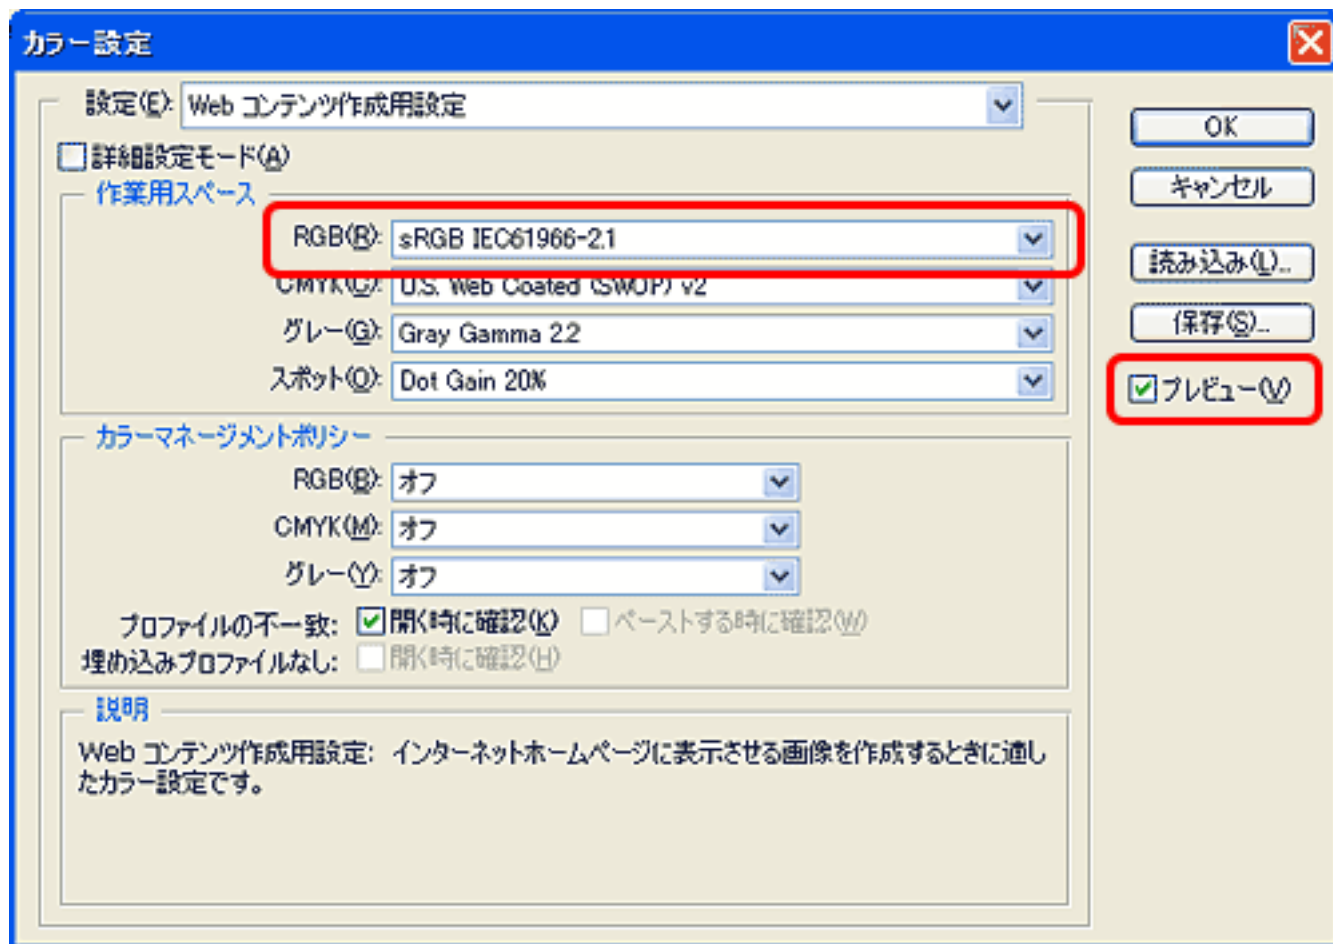 カラー設定
設定(E): Web コンテンツ作成用設定
詳細設定モード(A)
作業用スペース
RGB(R): sRGB IEC61966-2.1
CMYK(C): U.S. Web Coated (SWOP) v2
グレー(G): Gray Gamma 2.2
スポット(O): Dot Gain 20%
カラーマネージメントポリシー
RGB(B): オフ
CMYK(M): オフ
グレー(Y): オフ
プロファイルの不一致: 開く時に確認(K) ペーストする時に確認(W)
埋め込みプロファイルなし: 開く時に確認(H)
説明
Web コンテンツ作成用設定: インターネットホームページに表示させる画像を作成するときに適し
たカラー設定です。
OK
キャンセル
読み込み(L)...
保存(S)...
プレビュー(V)